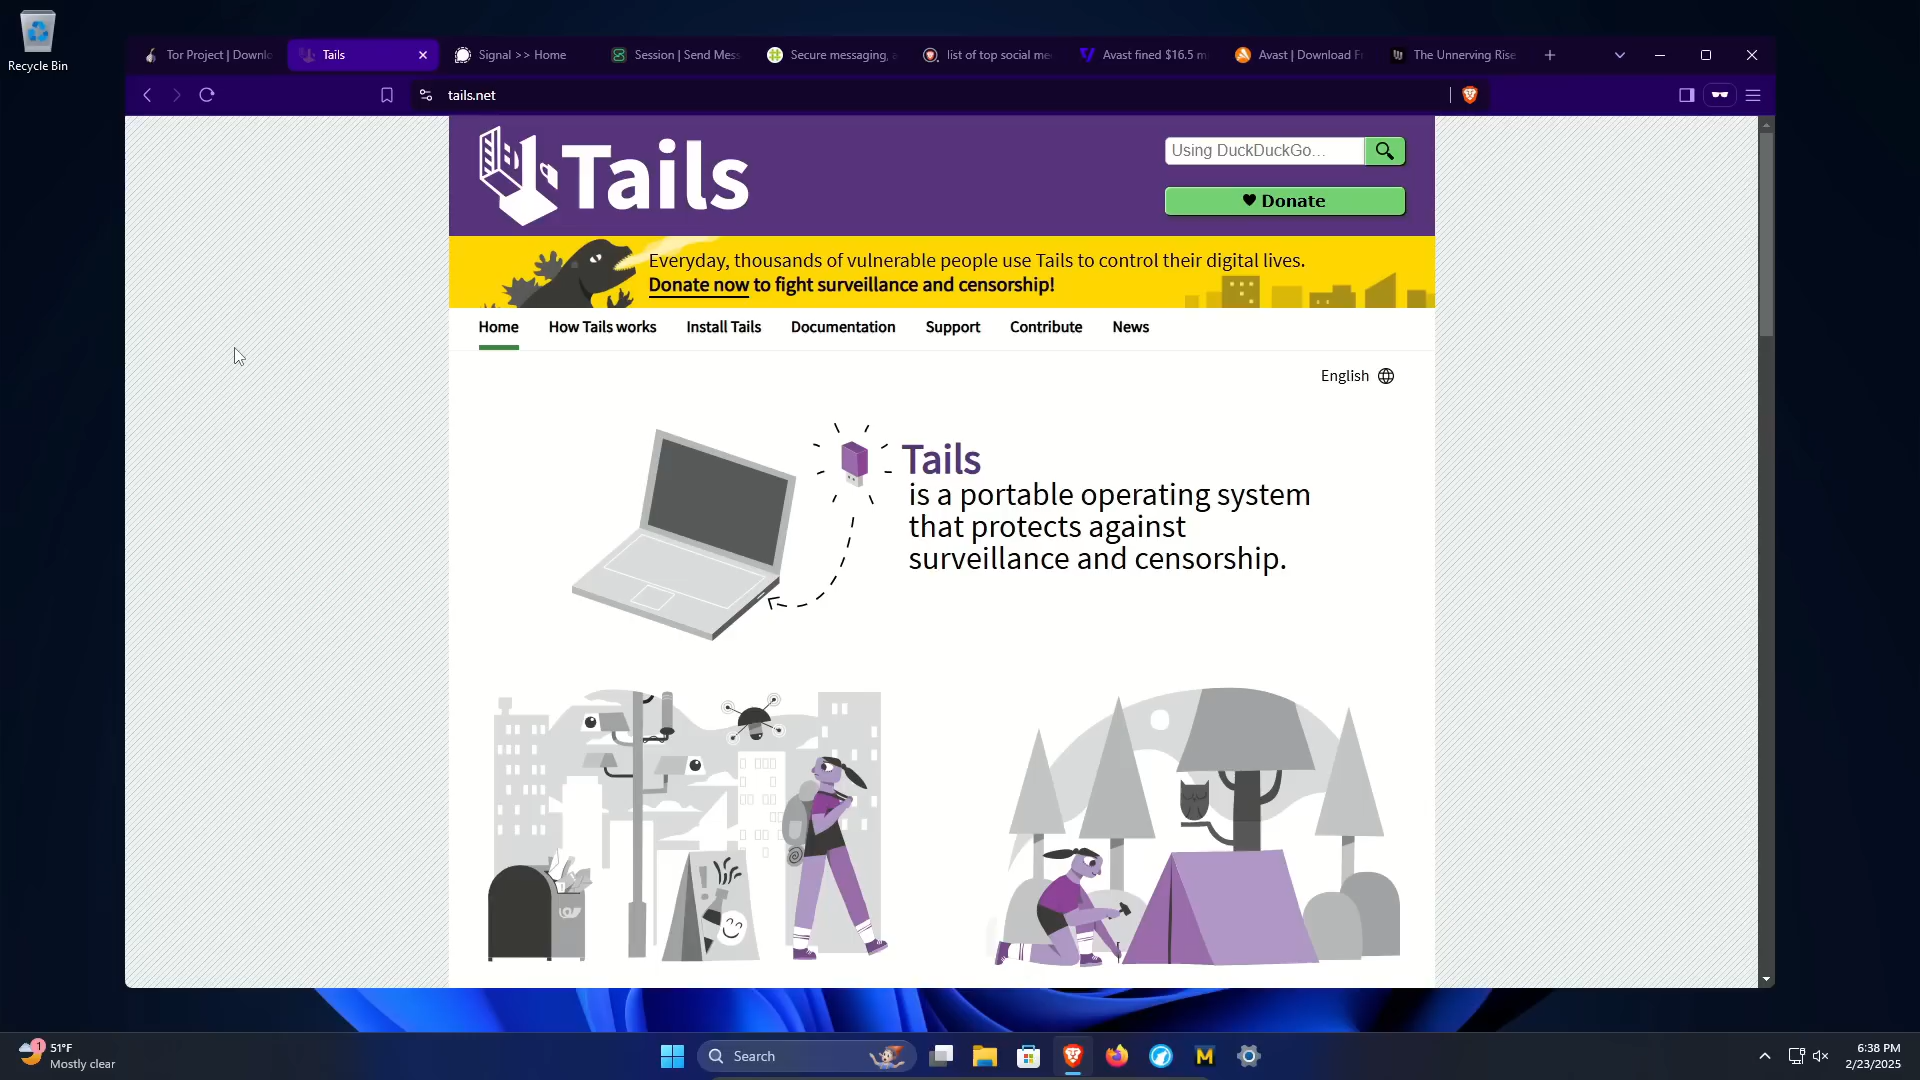 Recycle Bin
Tor Project | Downlo
Tails
Signal >> Home
Session | Send Mess
Secure messaging, a
list of top social me
Avast fined $16.5 m
Avast | Download Fr
The Unnerving Rise
tails.net
Tails
Using DuckDuckGo...
♥ Donate
Everyday, thousands of vulnerable people use Tails to control their digital lives.
Donate now to fight surveillance and censorship!
Home
How Tails works
Install Tails
Documentation
Support
Contribute
News
English
Tails
is a portable operating system
that protects against
surveillance and censorship.
1
51°F
Mostly clear
Search
6:38 PM
2/23/2025